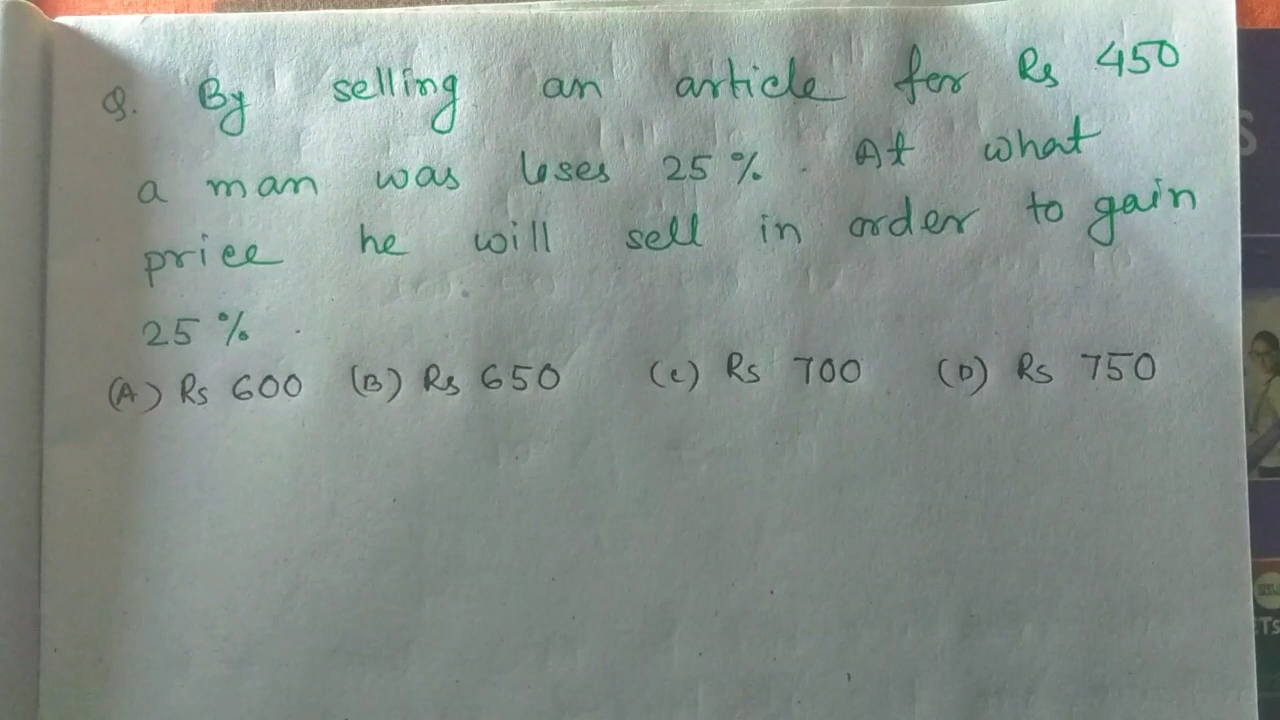 Q. By selling an article for Rs 450
a man was loses 25%. At what
price he will sell in order to gain
25%.
(A) Rs 600 (B) Rs 650 (c) Rs 700 (D) Rs 750
S
ETS